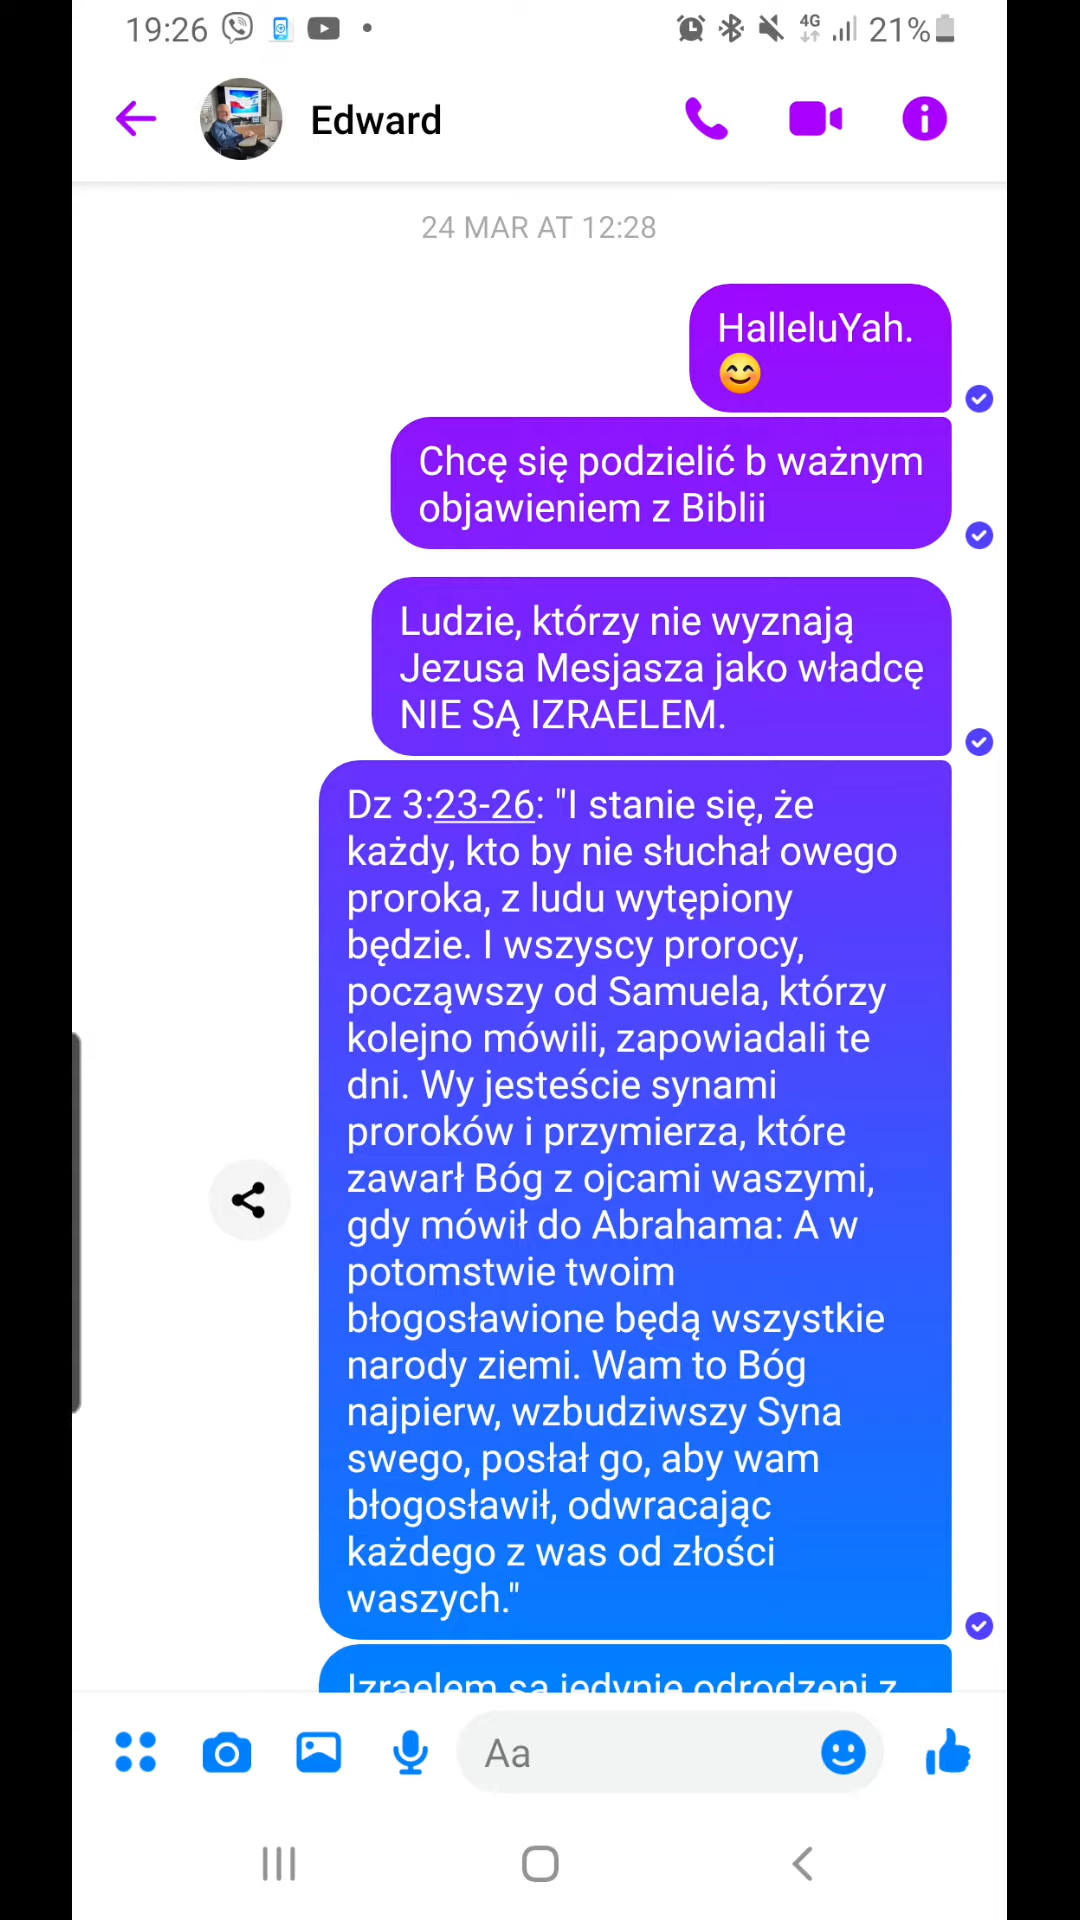 19:26 4G 21%
Edward
24 MAR AT 12:28
HalleluYah.
😊
Chcę się podzielić b ważnym
objawieniem z Biblii
Ludzie, którzy nie wyznają
Jezusa Mesjasza jako władcę
NIE SĄ IZRAELEM.
Dz 3:23-26: "I stanie się, że
każdy, kto by nie słuchał owego
proroka, z ludu wytępiony
będzie. I wszyscy prorocy,
począwszy od Samuela, którzy
kolejno mówili, zapowiadali te
dni. Wy jesteście synami
proroków i przymierza, które
zawarł Bóg z ojcami waszymi,
gdy mówił do Abrahama: A w
potomstwie twoim
błogosławione będą wszystkie
narody ziemi. Wam to Bóg
najpierw, wzbudziwszy Syna
swego, posłał go, aby wam
błogosławił, odwracając
każdego z was od złości
waszych."
Izraelem są jedynie odrodzeni z
Aa